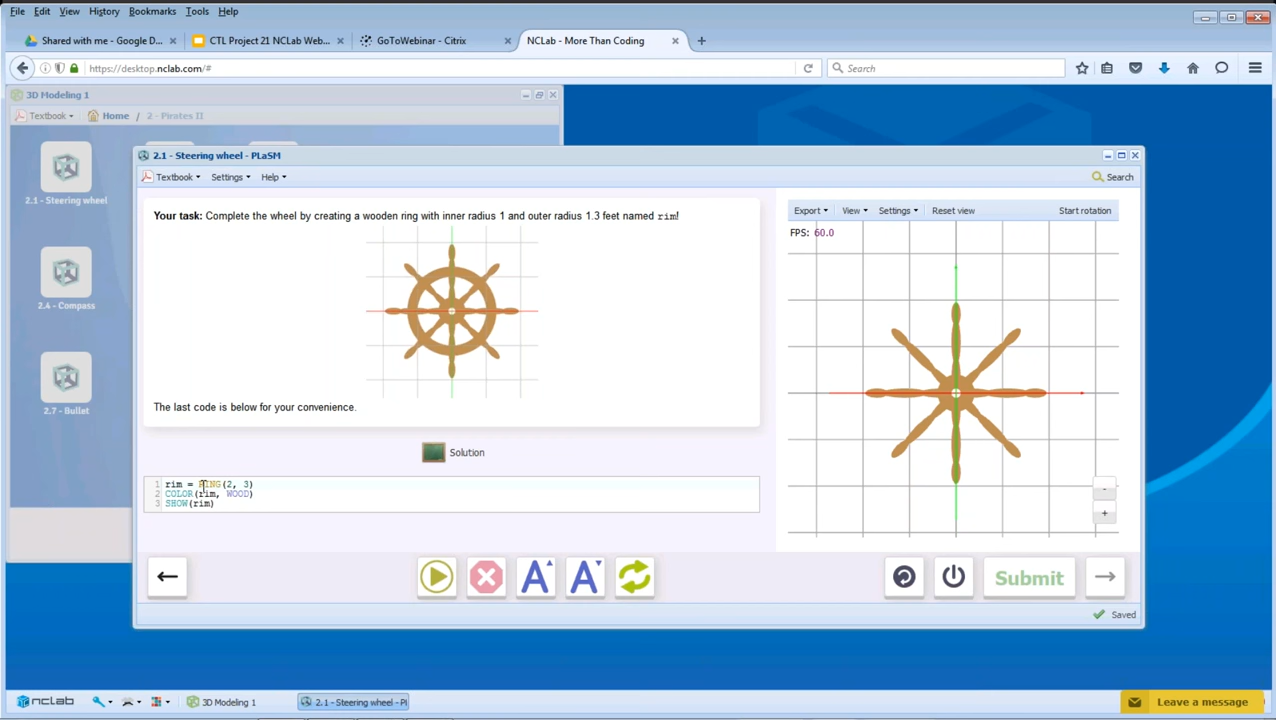 File Edit View History Bookmarks Tools Help
Shared with me - Google D...
CTL Project 21 NCLab Web...
GoToWebinar - Citrix
NCLab - More Than Coding
https://desktop.nclab.com/#
Search
3D Modeling 1
Textbook
Home / 2 - Pirates II
2.1 - Steering wheel
2.4 - Compass
2.7 - Bullet
2.1 - Steering wheel - PLaSM
Textbook Settings Help
Search
Your task: Complete the wheel by creating a wooden ring with inner radius 1 and outer radius 1.3 feet named rim!
The last code is below for your convenience.
Solution
1 rim = RING(2, 3)
2 COLOR(rim, WOOD)
3 SHOW(rim)
Export View Settings Reset view Start rotation
FPS: 60.0
-
+
A A
Submit
Saved
nclab
3D Modeling 1
2.1 - Steering wheel - Pl
Leave a message